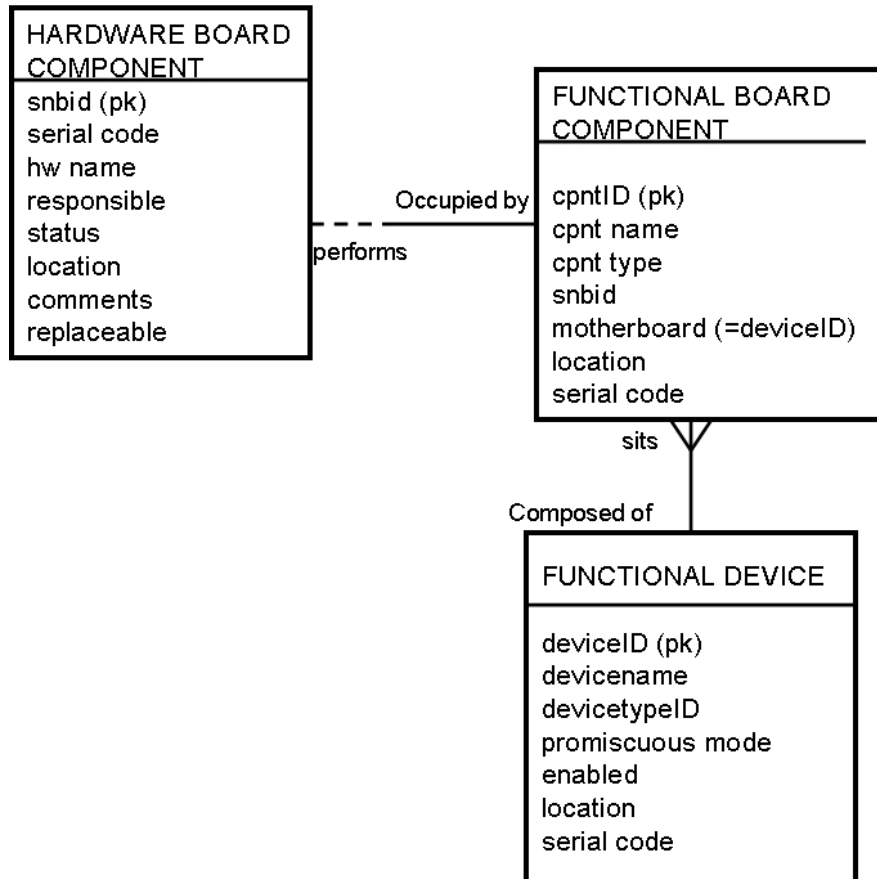 HARDWARE BOARD
COMPONENT
snbid (pk)
serial code
hw name
responsible
status
location
comments
replaceable
Occupied by
performs
FUNCTIONAL BOARD
COMPONENT
cpntID (pk)
cpnt name
cpnt type
snbid
motherboard (=deviceID)
location
serial code
sits
Composed of
FUNCTIONAL DEVICE
deviceID (pk)
devicename
devicetypeID
promiscuous mode
enabled
location
serial code